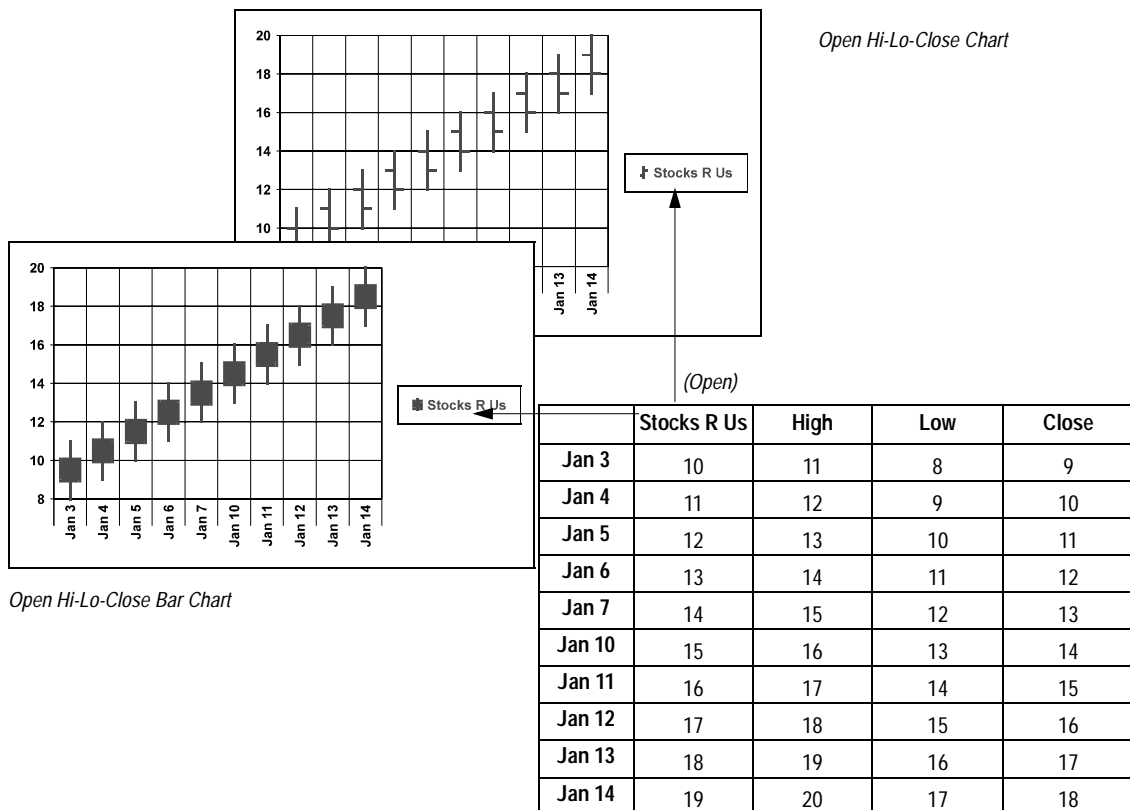 Open Hi-Lo-Close Chart
20
18
16
14
12
10
Stocks R Us
Jan 13
Jan 14
20
18
16
14
12
10
8
Jan 3
Jan 4
Jan 5
Jan 6
Jan 7
Jan 10
Jan 11
Jan 12
Jan 13
Jan 14
Stocks R Us
Open Hi-Lo-Close Bar Chart
(Open)
Stocks R Us High Low Close
Jan 3 10 11 8 9
Jan 4 11 12 9 10
Jan 5 12 13 10 11
Jan 6 13 14 11 12
Jan 7 14 15 12 13
Jan 10 15 16 13 14
Jan 11 16 17 14 15
Jan 12 17 18 15 16
Jan 13 18 19 16 17
Jan 14 19 20 17 18